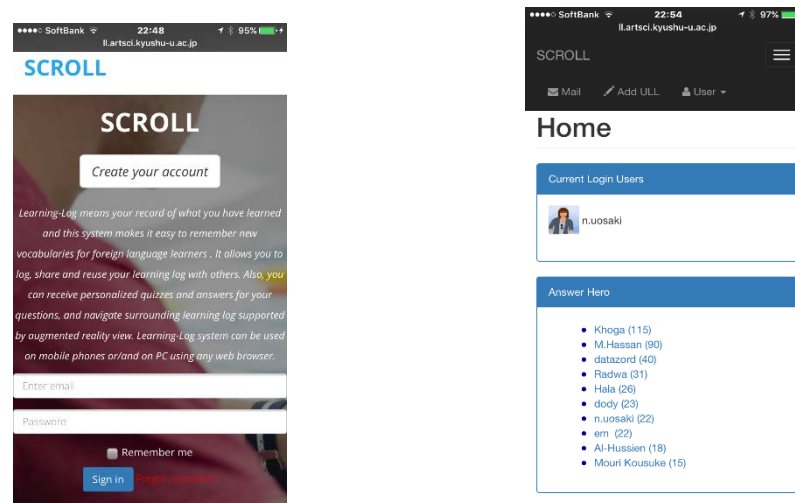 SoftBank 22:48 95%
ll.artsci.kyushu-u.ac.jp
SCROLL
SCROLL
Create your account
Learning-Log means your record of what you have learned
and this system makes it easy to remember new
vocabularies for foreign language learners . It allows you to
log, share and reuse your learning log with others. Also, you
can receive personalized quizzes and answers for your
questions, and navigate surrounding learning log supported
by augmented reality view. Learning-Log system can be used
on mobile phones or/and on PC using any web browser.
Enter email
Password
Remember me
Sign in Forgot password?
SoftBank 22:54 97%
ll.artsci.kyushu-u.ac.jp
SCROLL
Mail Add ULL User
Home
Current Login Users
n.uosaki
Answer Hero
Khoga (115)
M.Hassan (90)
datazord (40)
Radwa (31)
Hala (26)
dody (23)
n.uosaki (22)
em (22)
Al-Hussien (18)
Mouri Kousuke (15)